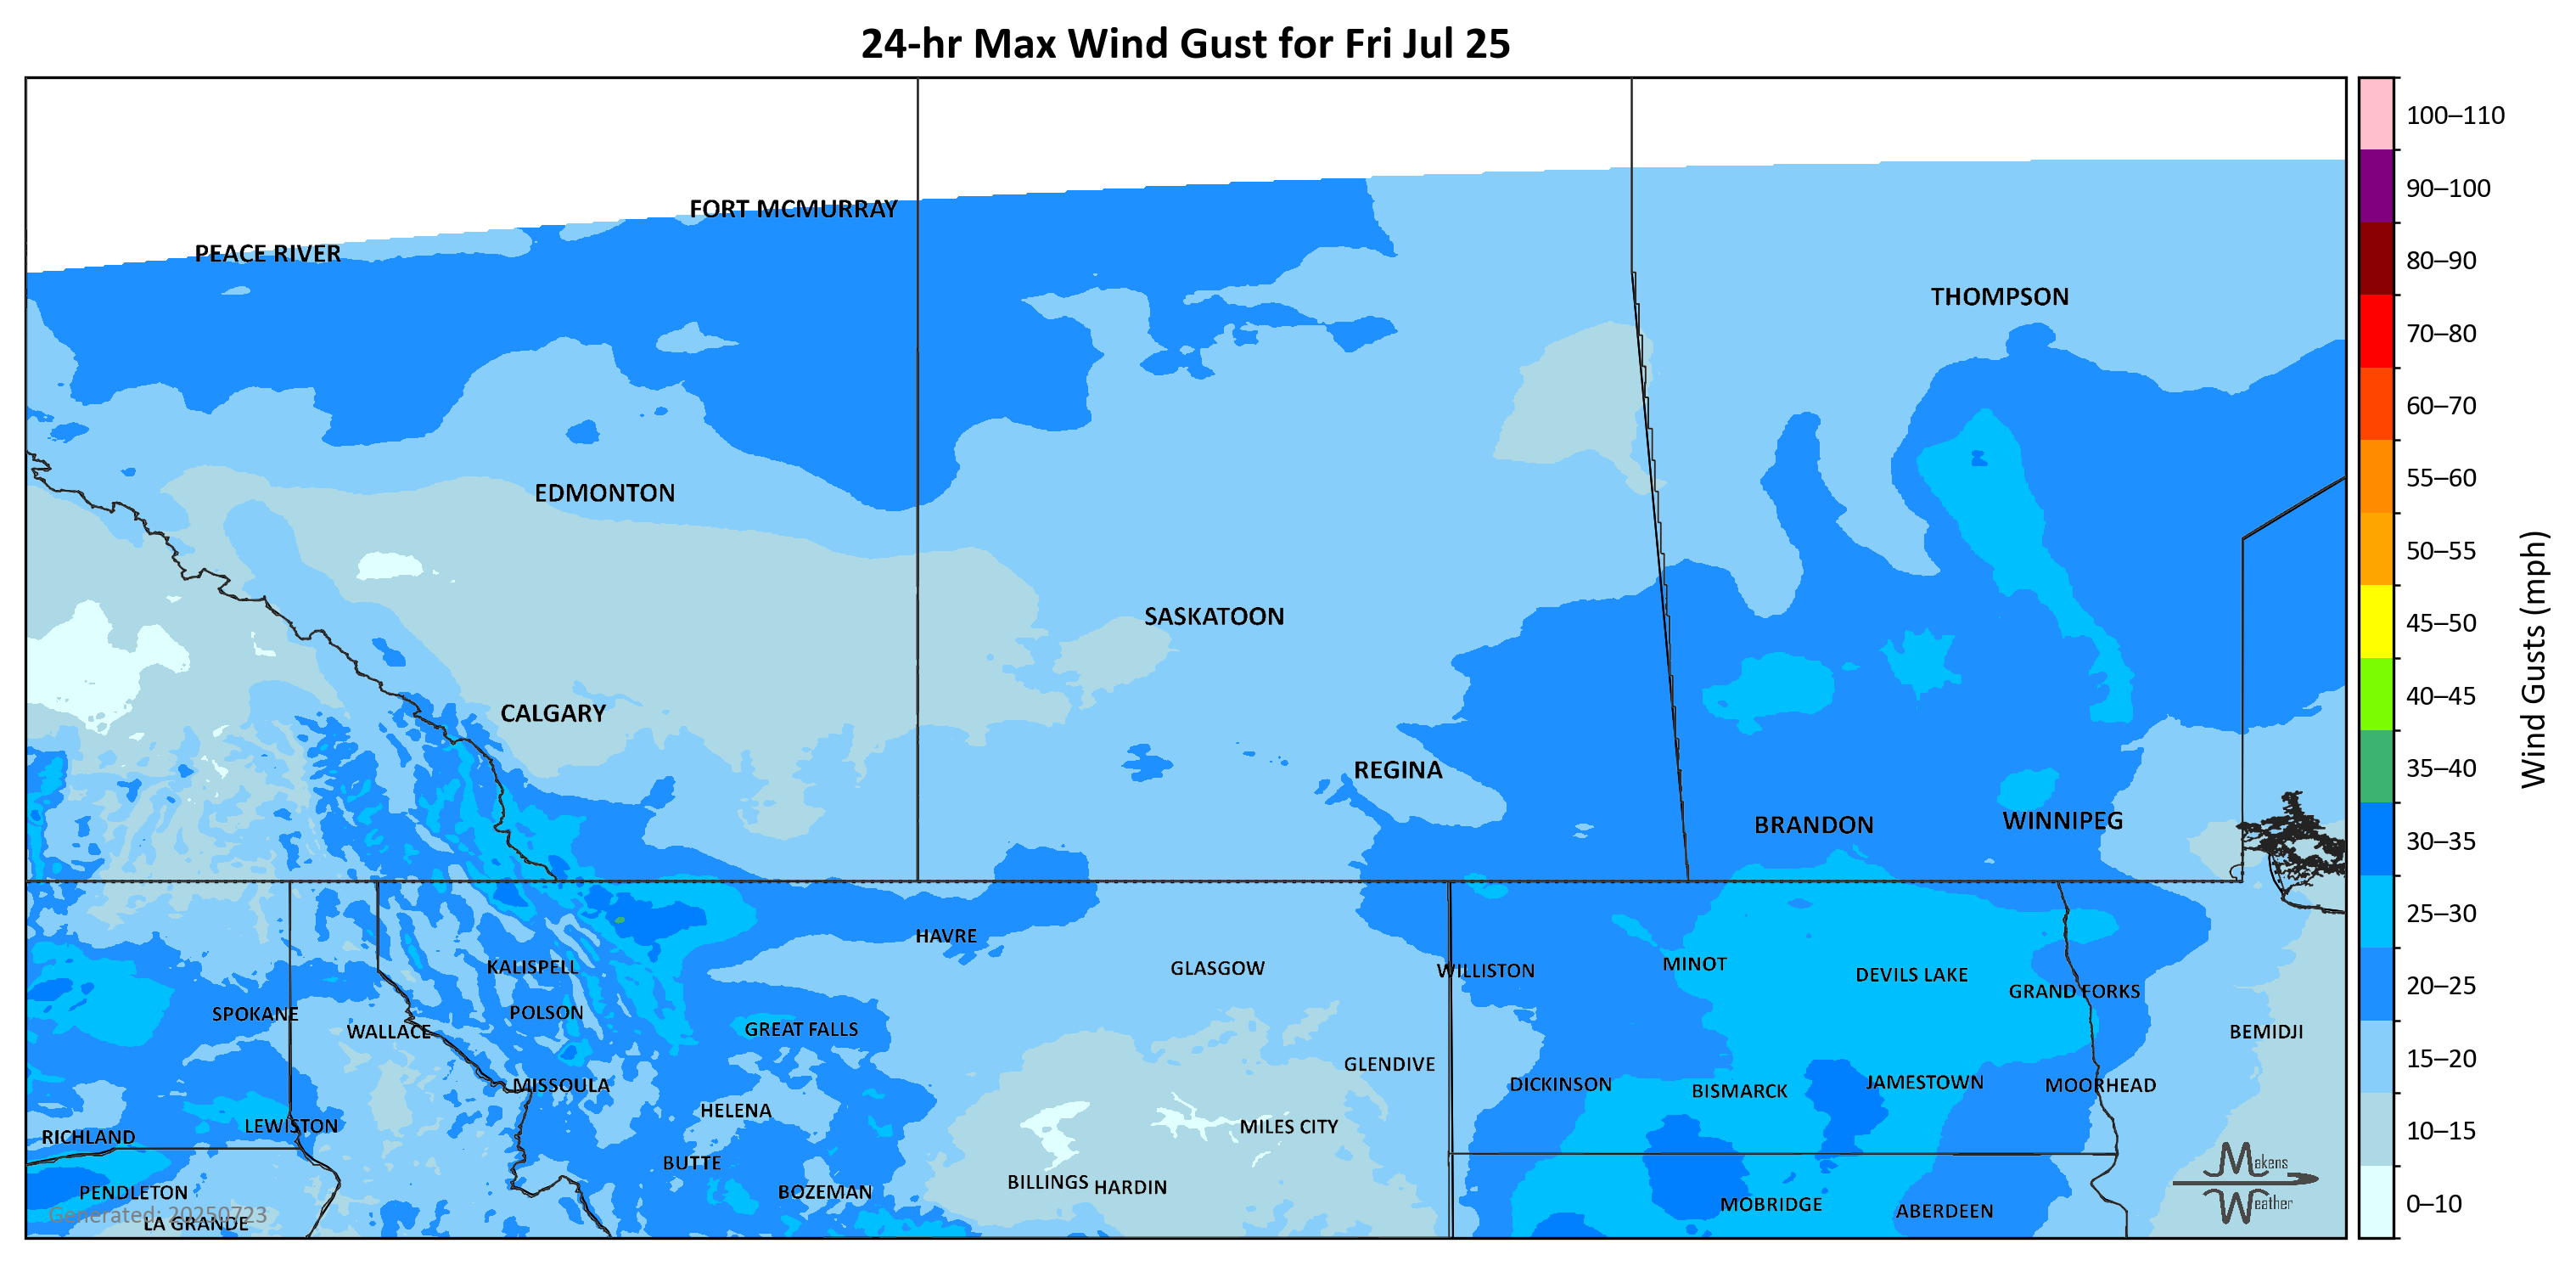 24-hr Max Wind Gust for Fri Jul 25
100–110
90–100
80–90
70–80
60–70
55–60
50–55
45–50
40–45
35–40
30–35
25–30
20–25
15–20
10–15
0–10
Wind Gusts (mph)
FORT MCMURRAY
PEACE RIVER
THOMPSON
EDMONTON
SASKATOON
CALGARY
REGINA
BRANDON
WINNIPEG
HAVRE
KALISPELL
GLASGOW
WILLISTON
MINOT
DEVILS LAKE
GRAND FORKS
SPOKANE
POLSON
WALLACE
GREAT FALLS
BEMIDJI
GLENDIVE
MISSOULA
DICKINSON
BISMARCK
JAMESTOWN
MOORHEAD
HELENA
LEWISTON
MILES CITY
RICHLAND
BUTTE
PENDLETON
BOZEMAN
BILLINGS
HARDIN
MOBRIDGE
ABERDEEN
LA GRANDE
Generated: 20250723
Makens
Weather